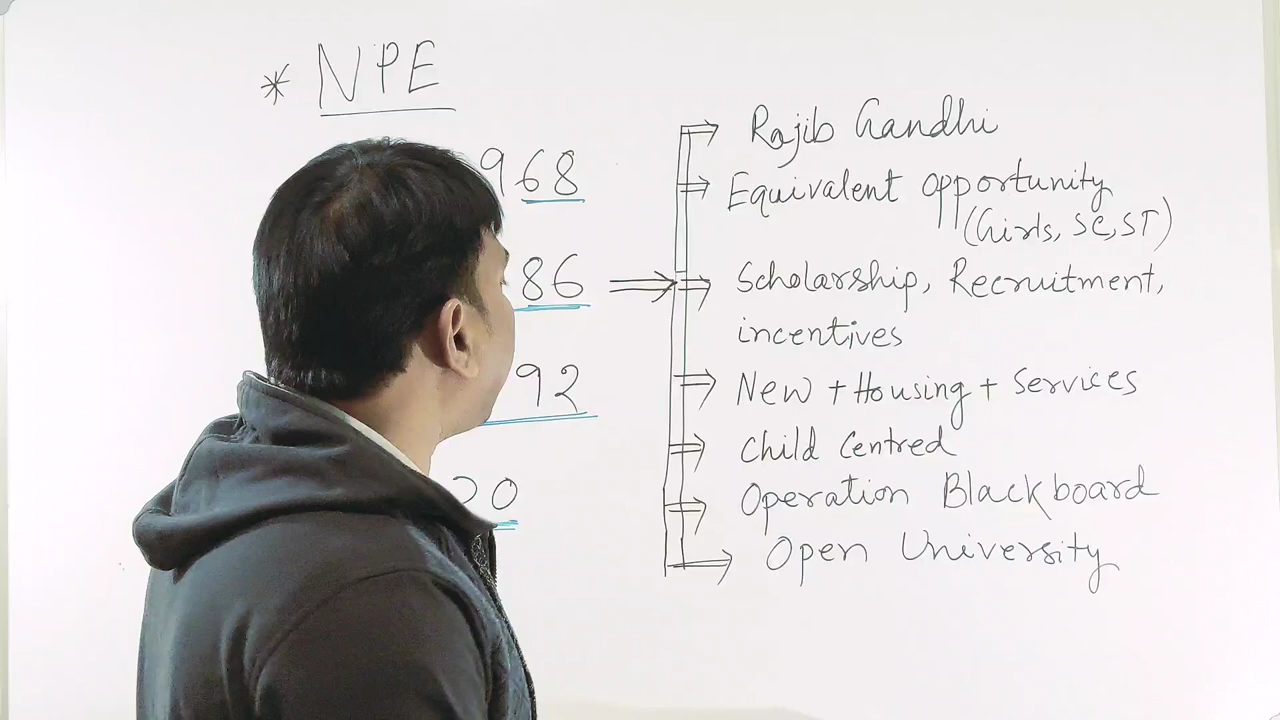 * NPE
968
86
92
20
Rajib Gandhi
Equivalent opportunity
(Girls, SC, ST)
Scholarship, Recruitment,
incentives
New + Housing + Services
Child Centred
Operation Blackboard
Open University